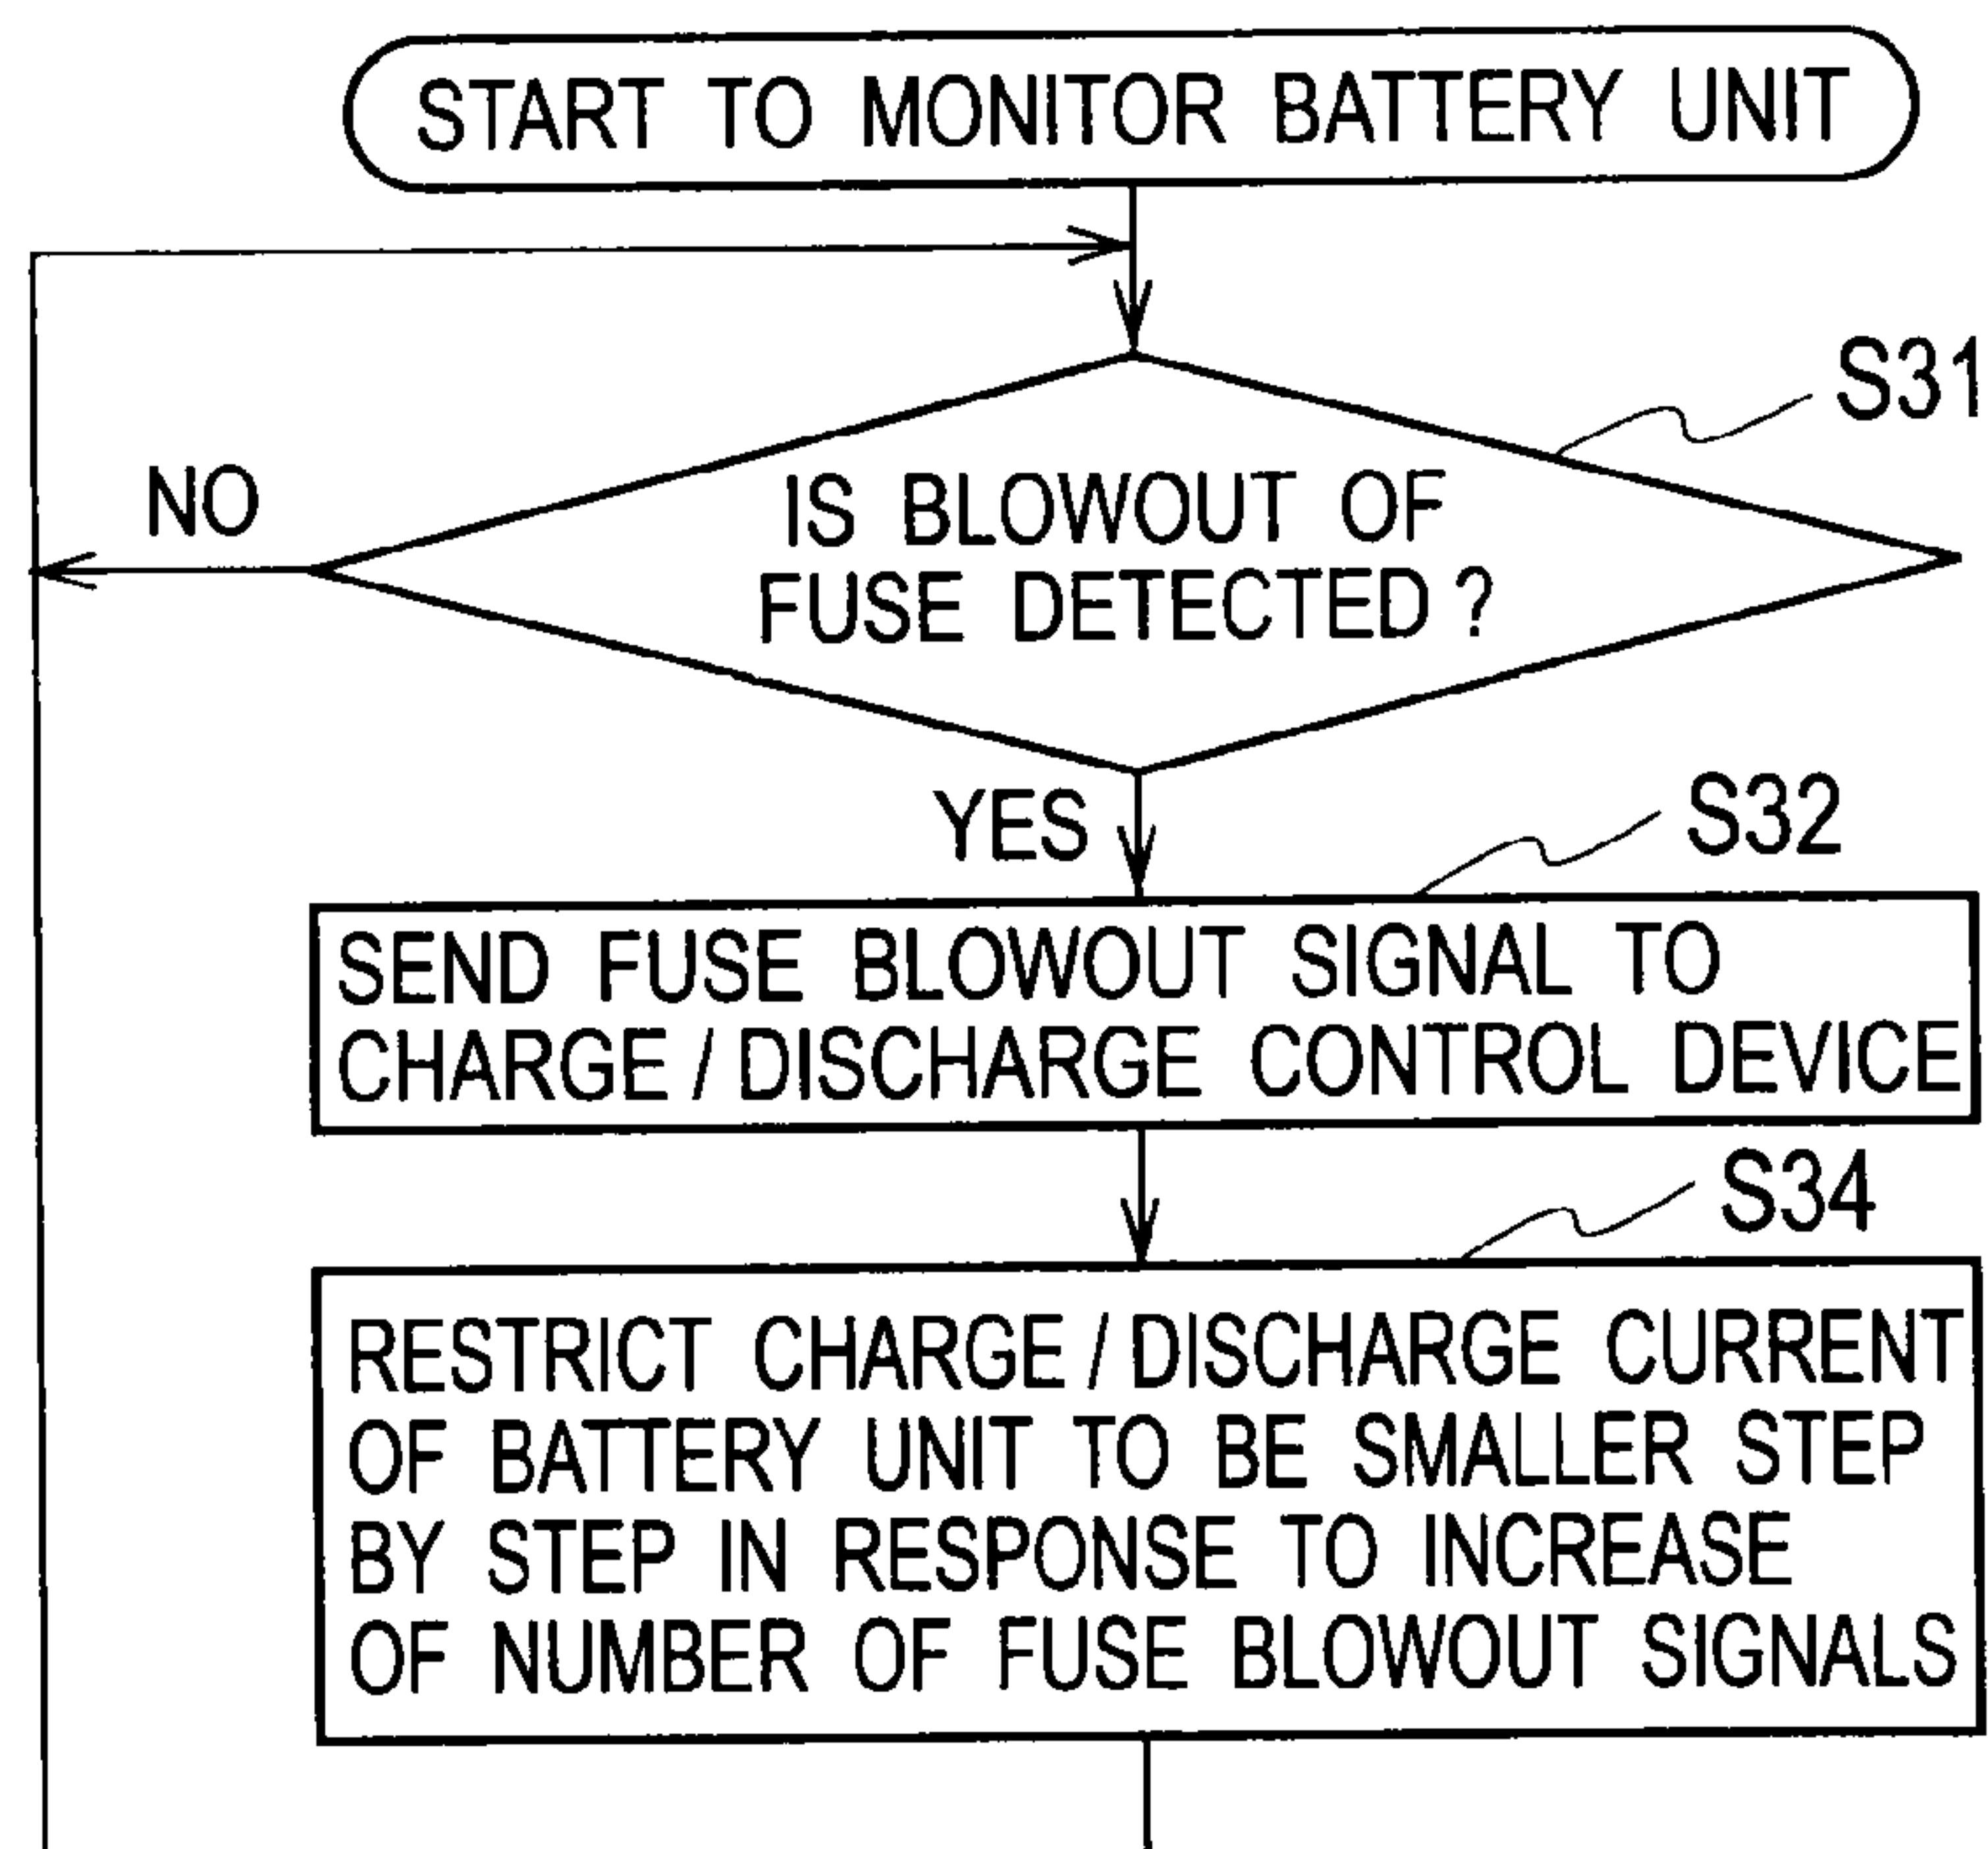 START TO MONITOR BATTERY UNIT
S31
NO
IS BLOWOUT OF
FUSE DETECTED ?
YES
S32
SEND FUSE BLOWOUT SIGNAL TO
CHARGE / DISCHARGE CONTROL DEVICE
S34
RESTRICT CHARGE / DISCHARGE CURRENT
OF BATTERY UNIT TO BE SMALLER STEP
BY STEP IN RESPONSE TO INCREASE
OF NUMBER OF FUSE BLOWOUT SIGNALS